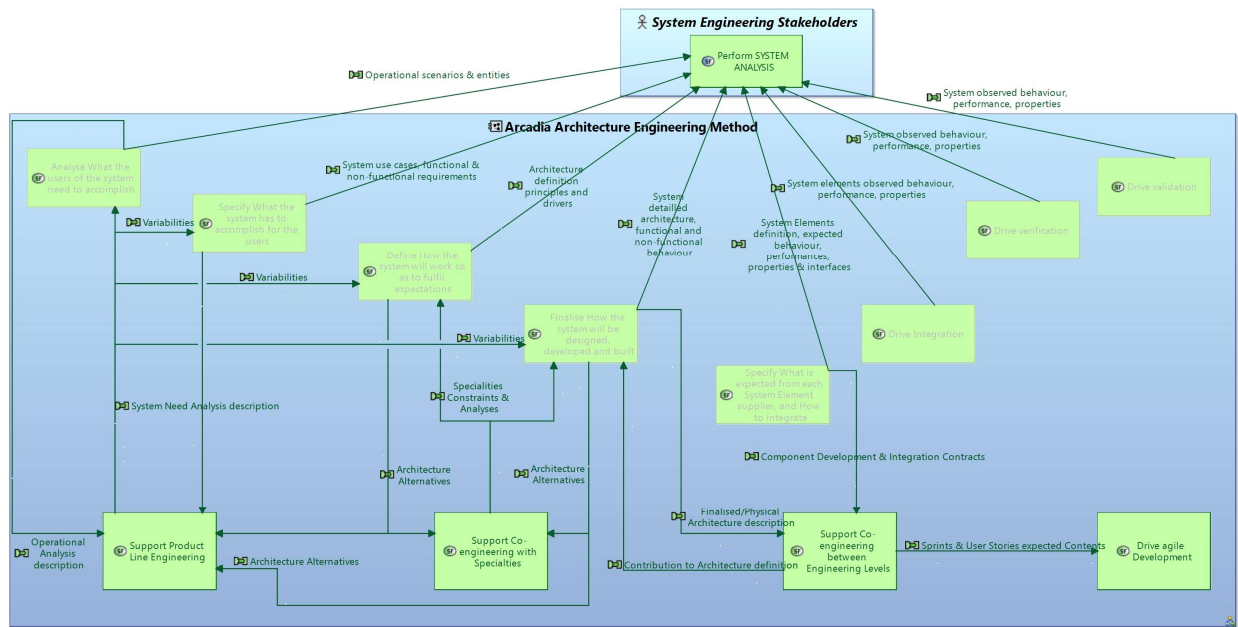 System Engineering Stakeholders
Perform SYSTEM
ANALYSIS
Operational scenarios & entities
System observed behaviour,
performance, properties
Arcadia Architecture Engineering Method
System observed behaviour,
performance, properties
Analyse What the
users of the system
need to accomplish
System use cases, functional &
non-functional requirements
Architecture
definition
principles and
drivers
System elements observed behaviour,
performance, properties
Drive validation
Specify What the
system has to
accomplish for the
users
Variabilities
System
detailled
architecture,
functional and
non-functional
behaviour
System Elements
definition, expected
behaviour,
performances,
properties & interfaces
Drive verification
Define How the
system will work so
as to fulfil
expectations
Variabilities
Finalise How the
system will be
designed,
developed and built
Variabilities
Drive Integration
Specify What is
expected from each
System Element
supplier, and How
to integrate
Specialities
Constraints &
Analyses
System Need Analysis description
Component Development & Integration Contracts
Architecture
Alternatives
Architecture
Alternatives
Finalised/Physical
Architecture description
Operational
Analysis
description
Support Product
Line Engineering
Support Co-
engineering with
Specialties
Support Co-
engineering
between
Engineering Levels
Sprints & User Stories expected Contents
Drive agile
Development
Architecture Alternatives
Contribution to Architecture definition